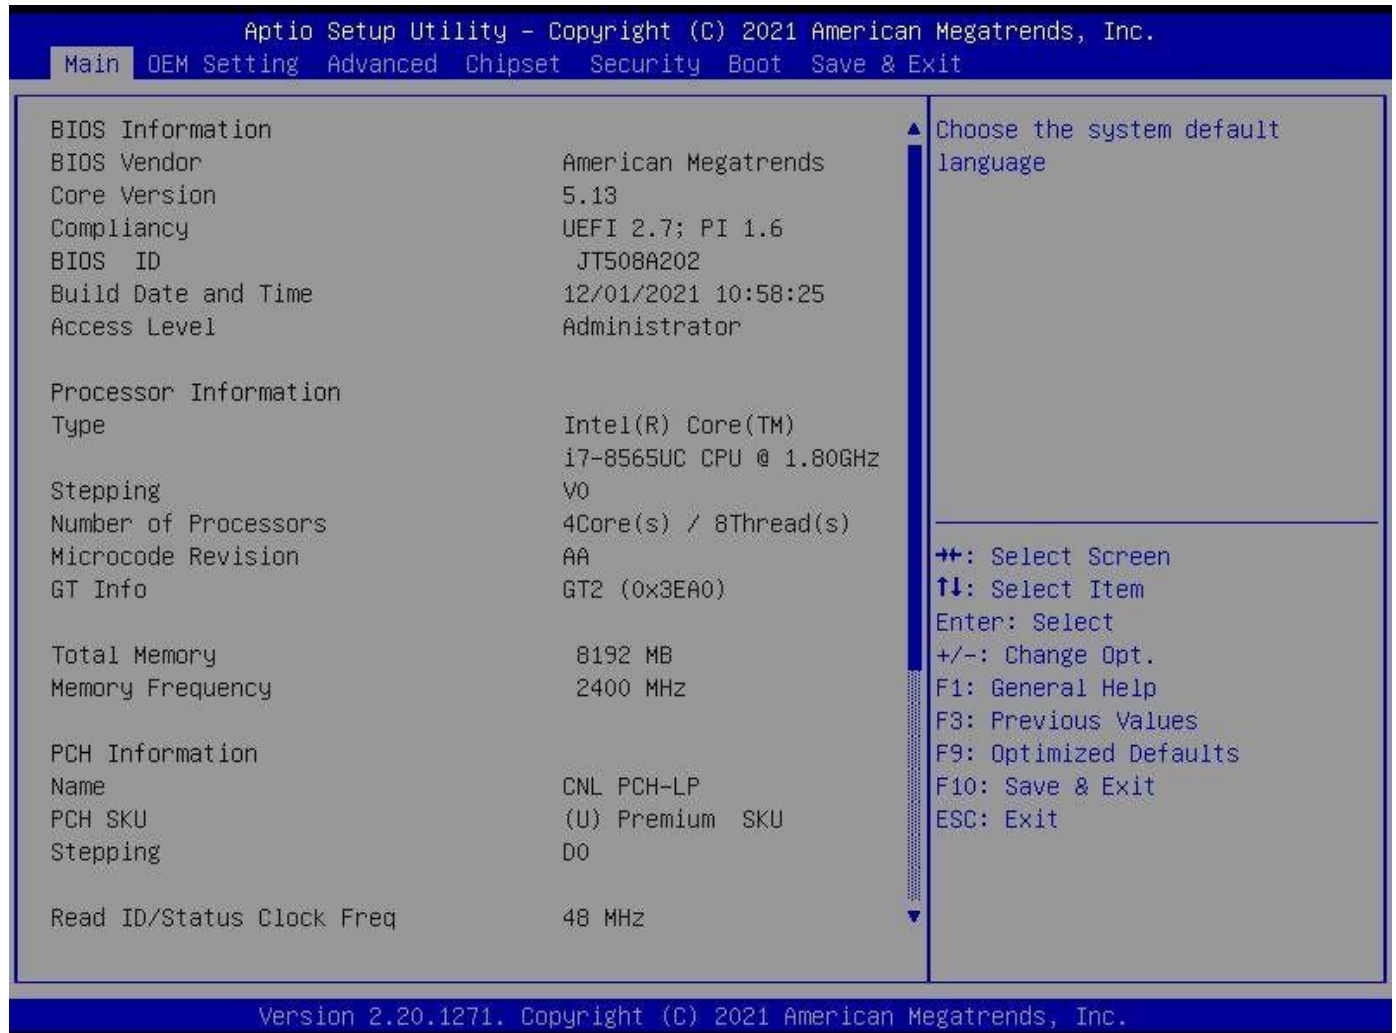 Aptio Setup Utility – Copyright (C) 2021 American Megatrends, Inc.
Main OEM Setting Advanced Chipset Security Boot Save & Exit
BIOS Information
BIOS Vendor American Megatrends
Core Version 5.13
Compliancy UEFI 2.7; PI 1.6
BIOS ID JT508A202
Build Date and Time 12/01/2021 10:58:25
Access Level Administrator
Processor Information
Type Intel(R) Core(TM)
i7-8565UC CPU @ 1.80GHz
Stepping V0
Number of Processors 4Core(s) / 8Thread(s)
Microcode Revision AA
GT Info GT2 (0x3EA0)
Total Memory 8192 MB
Memory Frequency 2400 MHz
PCH Information
Name CNL PCH-LP
PCH SKU (U) Premium SKU
Stepping D0
Read ID/Status Clock Freq 48 MHz
Choose the system default
language
→←: Select Screen
↑↓: Select Item
Enter: Select
+/-: Change Opt.
F1: General Help
F3: Previous Values
F9: Optimized Defaults
F10: Save & Exit
ESC: Exit
Version 2.20.1271. Copyright (C) 2021 American Megatrends, Inc.